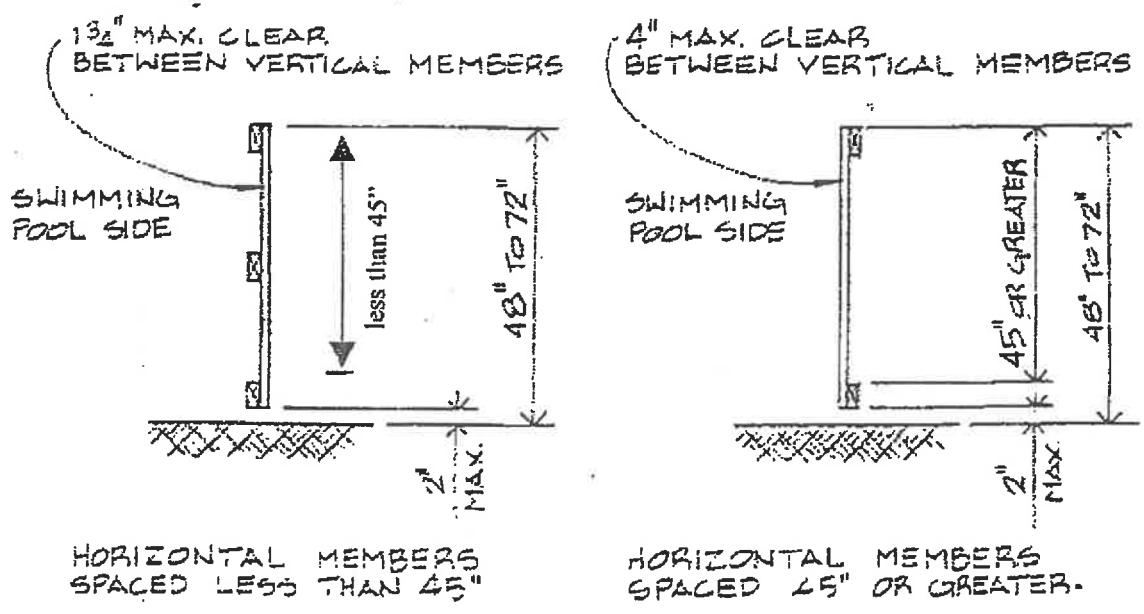 1 3/4" MAX. CLEAR
BETWEEN VERTICAL MEMBERS
SWIMMING
POOL SIDE
less than 45"
48" TO 72"
2"
MAX.
HORIZONTAL MEMBERS
SPACED LESS THAN 45"
4" MAX. CLEAR
BETWEEN VERTICAL MEMBERS
SWIMMING
POOL SIDE
45" OR GREATER
48" TO 72"
2"
MAX
HORIZONTAL MEMBERS
SPACED 45" OR GREATER.